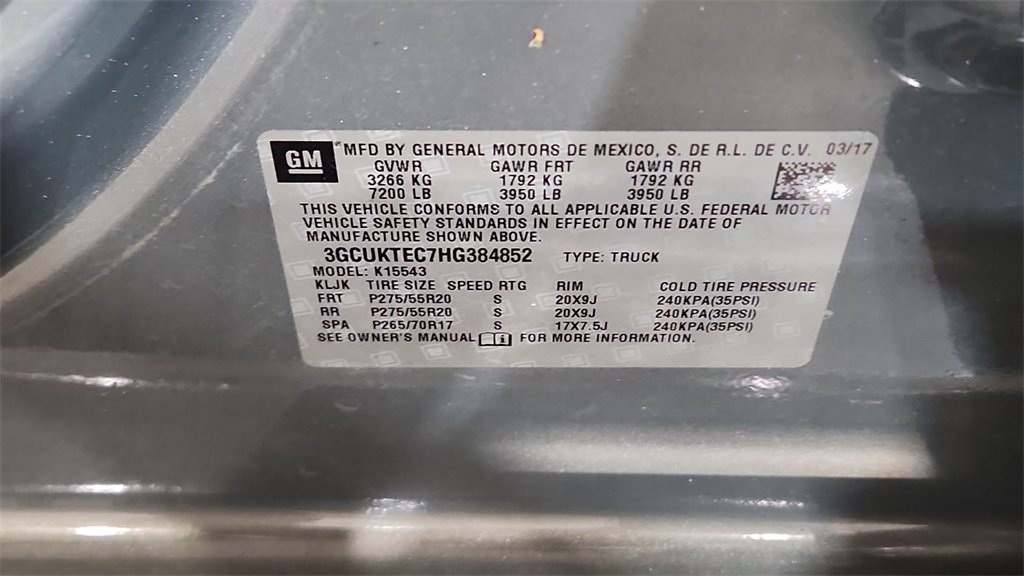 GM
MFD BY GENERAL MOTORS DE MEXICO, S. DE R.L. DE C.V. 03/17
GVWR GAWR FRT GAWR RR
3266 KG 1792 KG 1792 KG
7200 LB 3950 LB 3950 LB
THIS VEHICLE CONFORMS TO ALL APPLICABLE U.S. FEDERAL MOTOR
VEHICLE SAFETY STANDARDS IN EFFECT ON THE DATE OF
MANUFACTURE SHOWN ABOVE.
3GCUKTEC7HG384852 TYPE: TRUCK
MODEL: K15543
KLJK TIRE SIZE SPEED RTG RIM COLD TIRE PRESSURE
FRT P275/55R20 S 20X9J 240KPA(35PSI)
RR P275/55R20 S 20X9J 240KPA(35PSI)
SPA P265/70R17 S 17X7.5J 240KPA(35PSI)
SEE OWNER'S MANUAL FOR MORE INFORMATION.